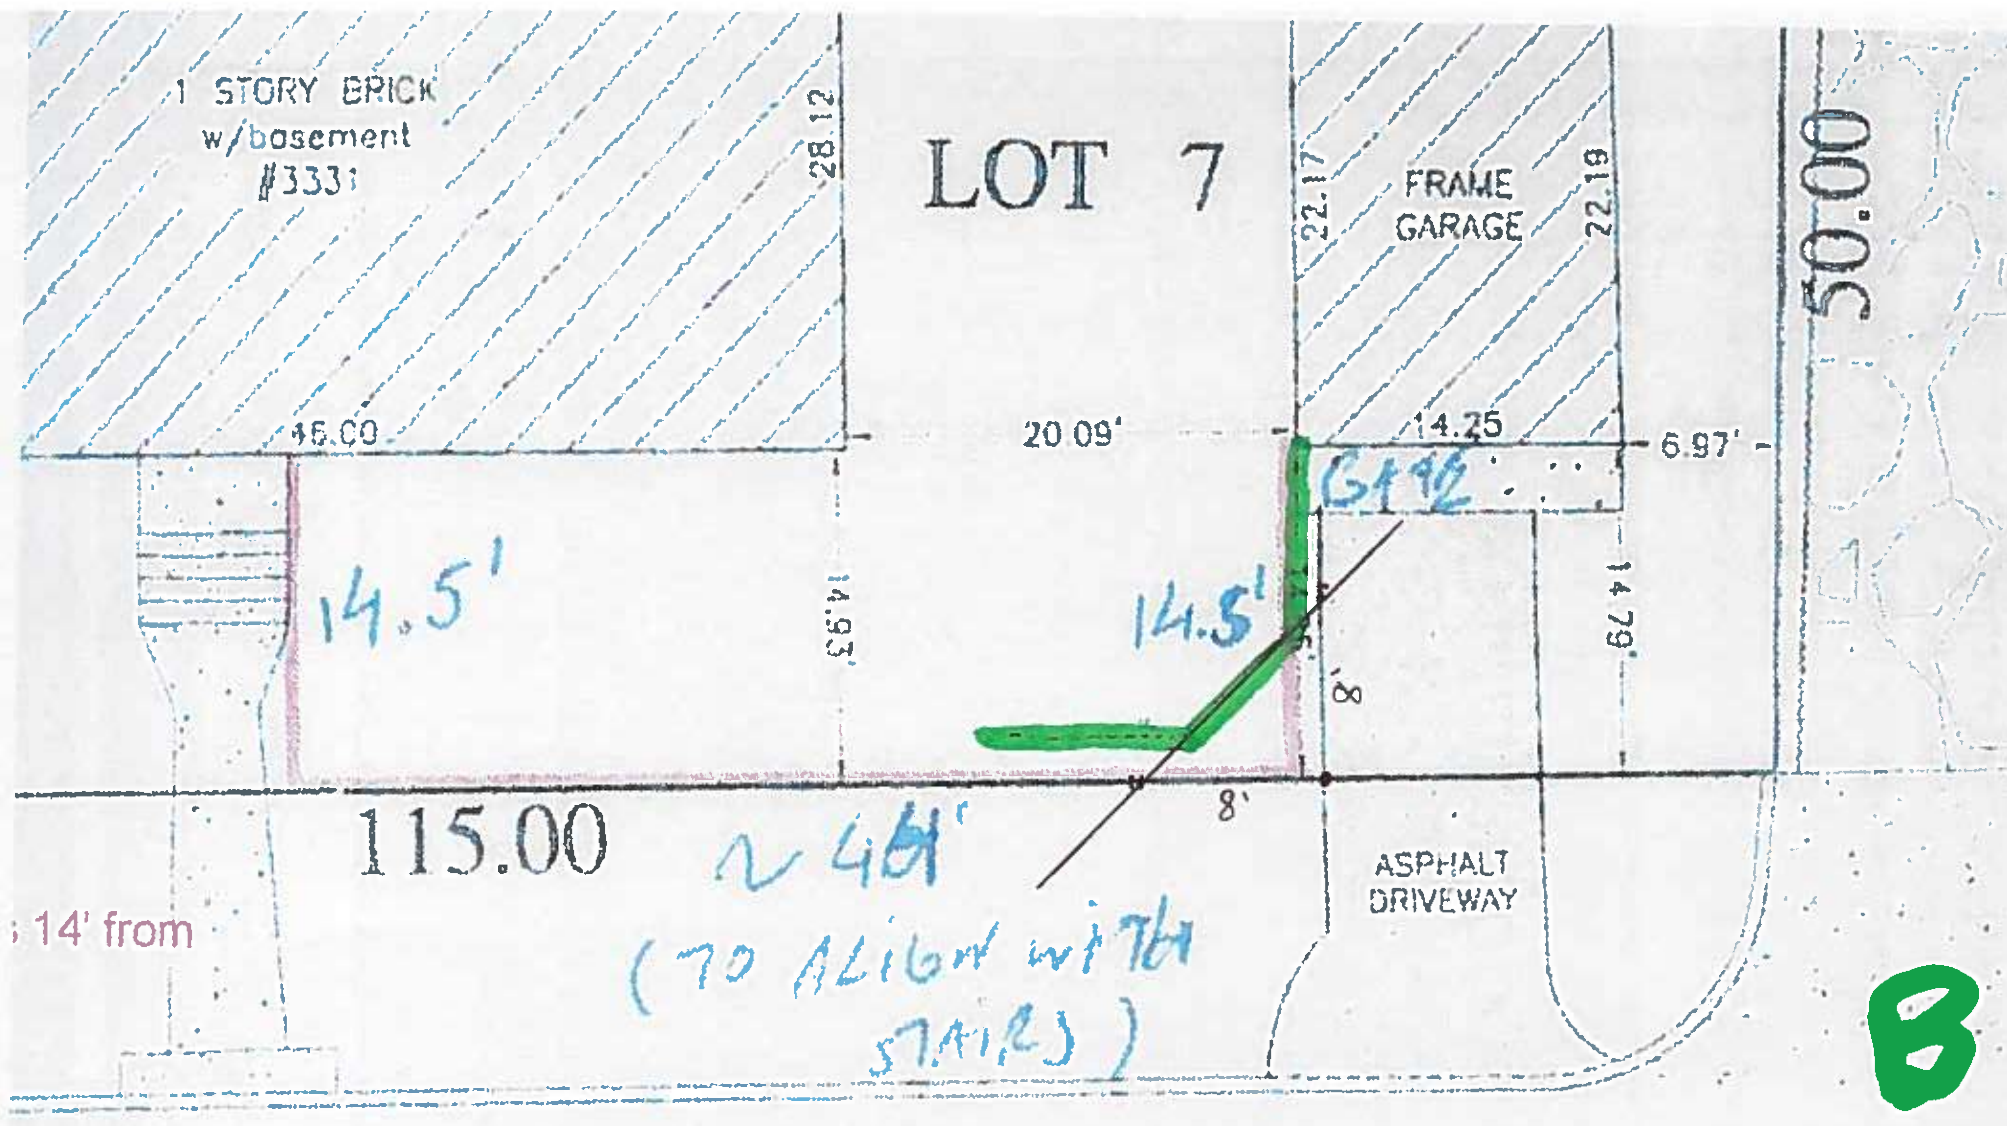 1 STORY BRICK
w/basement
#3331
28.12
LOT 7
22.17
FRAME
GARAGE
22.19
50.00
46.00
20.09'
14.25
6.97'
14.5'
14.93'
14.5'
8'
14.79'
115.00
8'
ASPHALT
DRIVEWAY
14' from
(TO ALIGN WITH
STAIRS)
B